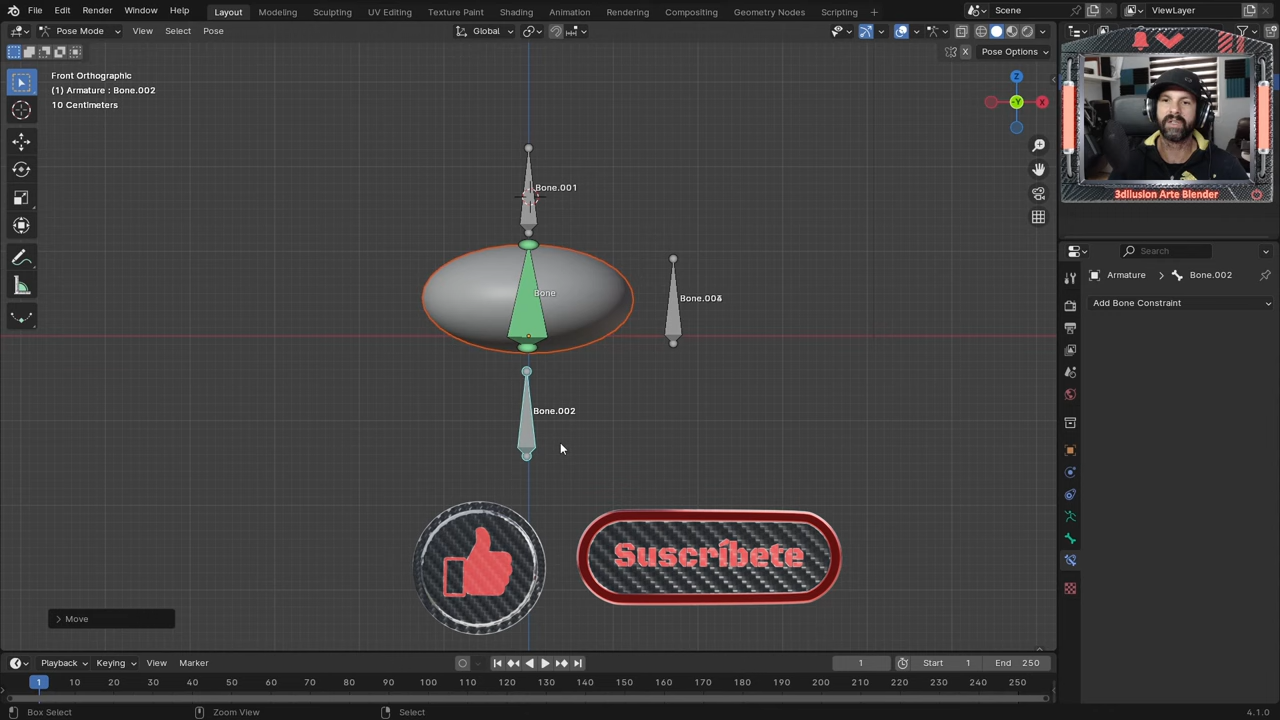 File Edit Render Window Help Layout Modeling Sculpting UV Editing Texture Paint Shading Animation Rendering Compositing Geometry Nodes Scripting Scene ViewLayer
Pose Mode View Select Pose Global
X Pose Options
Front Orthographic
(1) Armature : Bone.002
10 Centimeters
Z
-Y X
Bone.001
3dIlusion Arte Blender
Search
Armature Bone.002
Bone
Add Bone Constraint
Bone.002
Suscríbete
Move
Playback Keying View Marker 1 Start 1 End 250
1 10 20 30 40 50 60 70 80 90 100 110 120 130 140 150 160 170 180 190 200 210 220 230 240 250
Box Select Zoom View Select 4.1.0